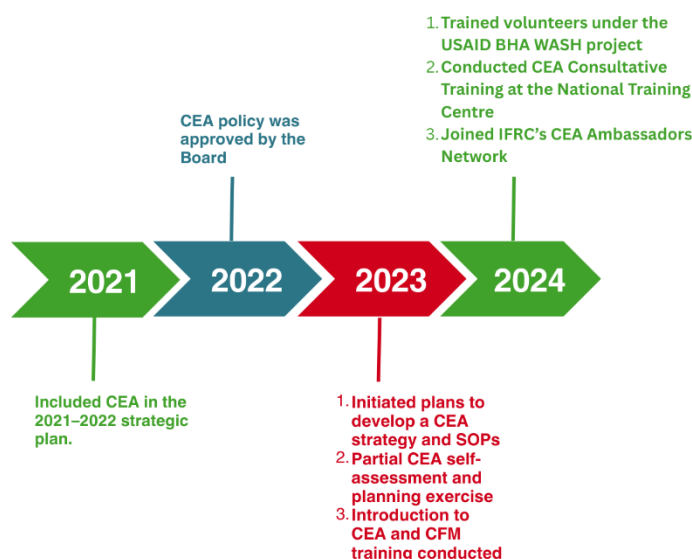 1. Trained volunteers under the
USAID BHA WASH project
2. Conducted CEA Consultative
Training at the National Training
Centre
3. Joined IFRC's CEA Ambassadors
Network
CEA policy was
approved by the
Board
2021
2022
2023
2024
Included CEA in the
2021–2022 strategic
plan.
1. Initiated plans to
develop a CEA
strategy and SOPs
2. Partial CEA self-
assessment and
planning exercise
3. Introduction to
CEA and CFM
training conducted